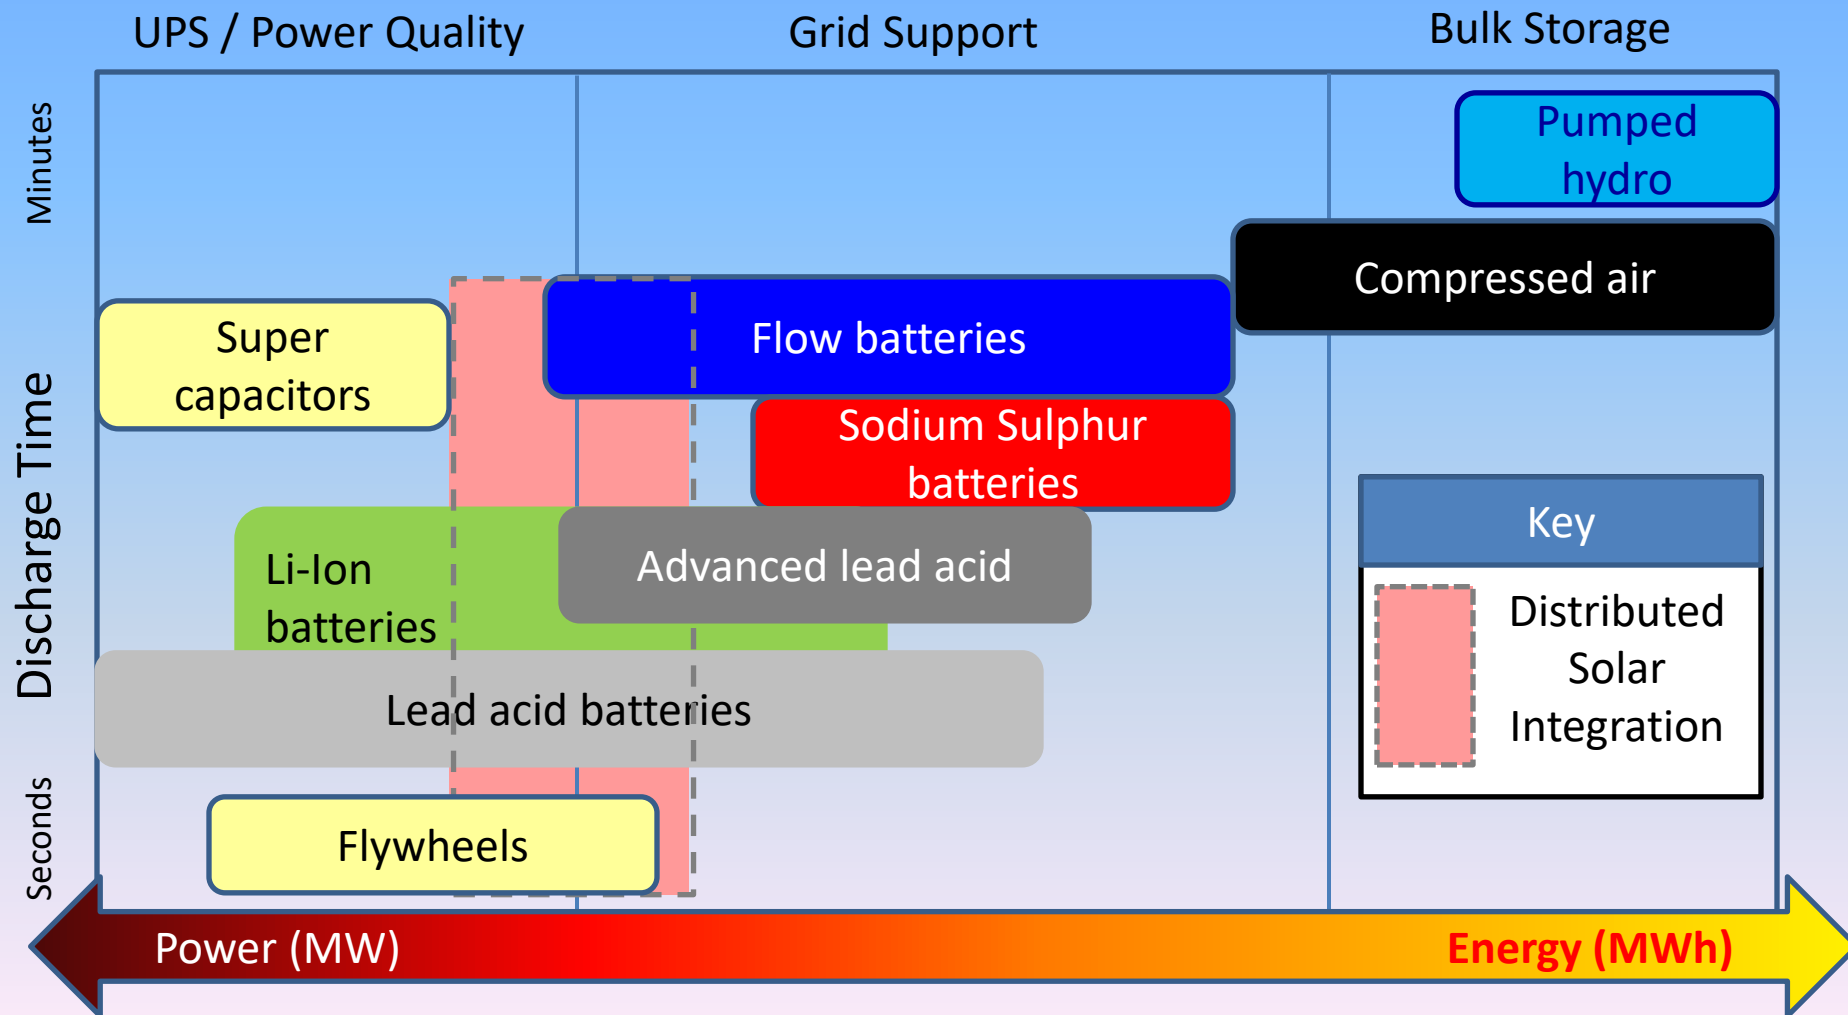 UPS / Power Quality
Grid Support
Bulk Storage
Minutes
Discharge Time
Seconds
Pumped
hydro
Compressed air
Super
capacitors
Flow batteries
Sodium Sulphur
batteries
Li-Ion
batteries
Advanced lead acid
Lead acid batteries
Flywheels
Key
Distributed
Solar
Integration
Power (MW)
Energy (MWh)